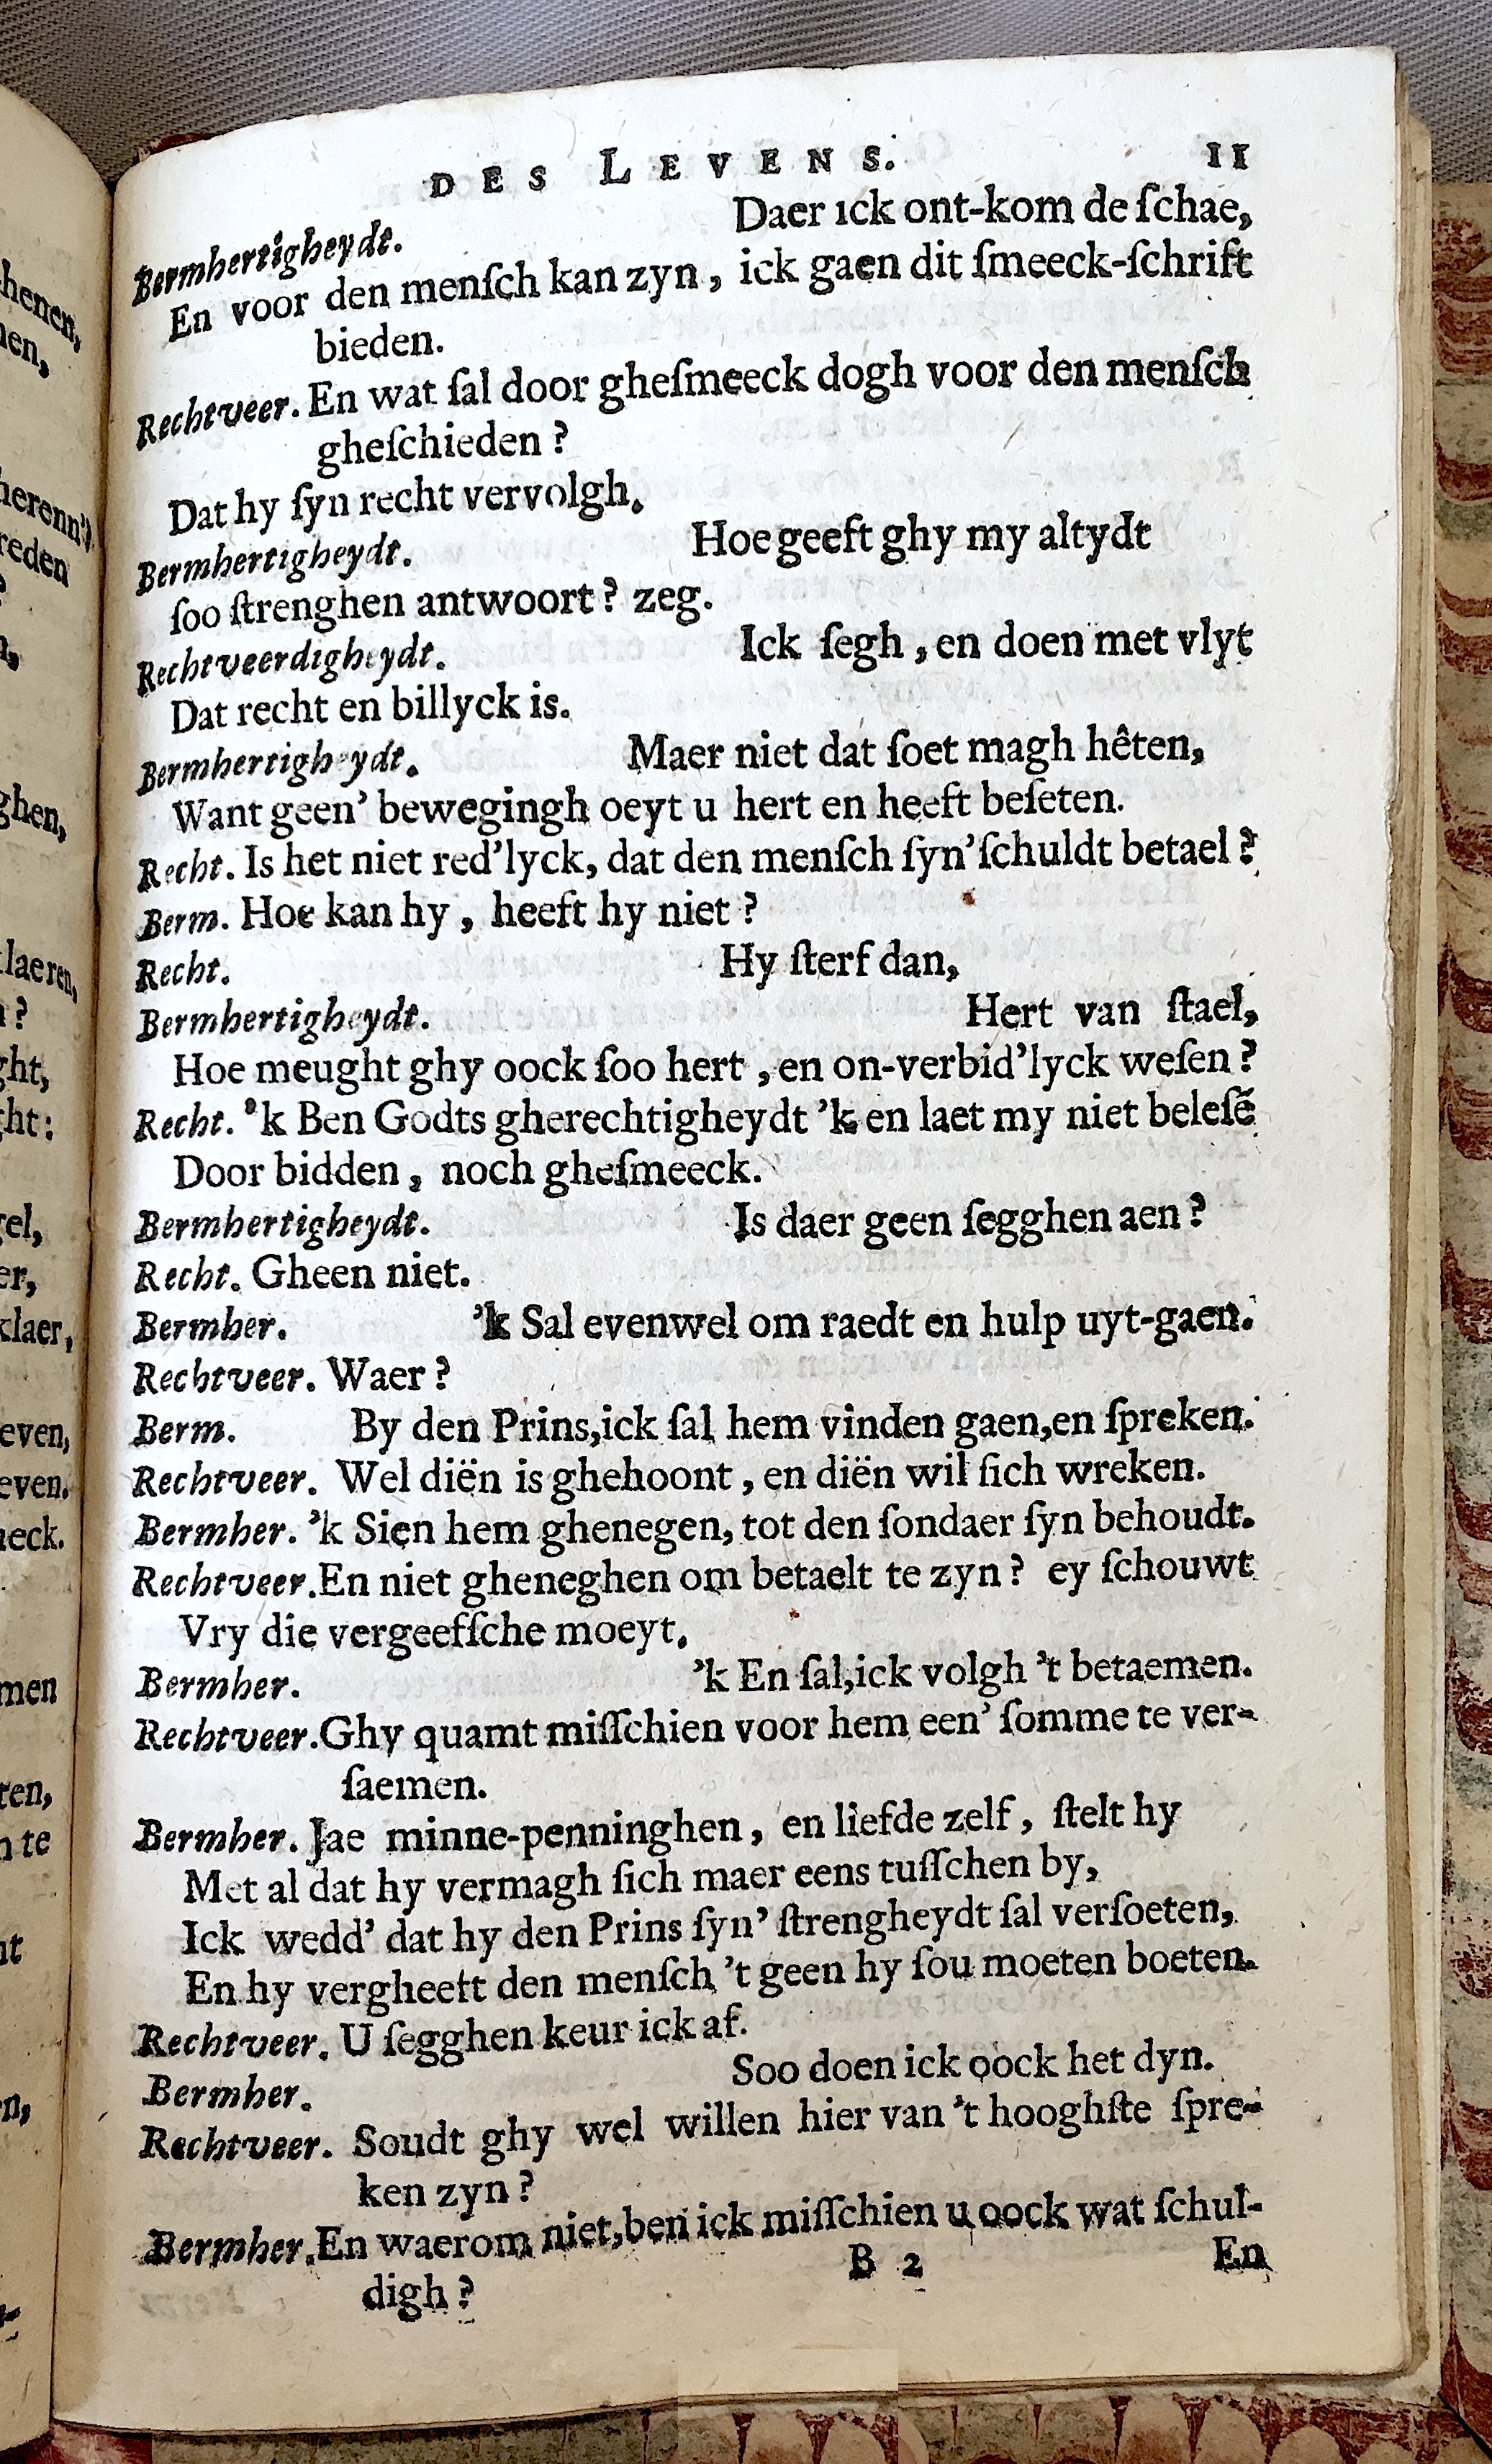 DES LEVENS. 11
Bermhertigheydt. Daer ick ont-kom de ſchae,
En voor den menſch kan zyn, ick gaen dit ſmeeck-ſchrift
bieden.
Rechtveer. En wat ſal door gheſmeeck dogh voor den menſch
gheſchieden?
Dat hy ſyn recht vervolgh.
Bermhertigheydt. Hoe geeft ghy my altydt
ſoo ſtrenghen antwoort? zeg.
Rechtveerdigheydt. Ick ſegh, en doen met vlyt
Dat recht en billyck is.
Bermhertigheydt. Maer niet dat ſoet magh hêten,
Want geen' bewegingh oeyt u hert en heeft beſeten.
Recht. Is het niet red'lyck, dat den menſch ſyn'ſchuldt betael?
Berm. Hoe kan hy, heeft hy niet?
Recht. Hy ſterf dan,
Bermhertigheydt. Hert van ſtael,
Hoe meught ghy oock ſoo hert, en on-verbid'lyck weſen?
Recht. 'k Ben Godts gherechtigheydt 'k en laet my niet beleſẽ
Door bidden, noch gheſmeeck.
Bermhertigheydt. Is daer geen ſegghen aen?
Recht. Gheen niet.
Bermher. 'k Sal evenwel om raedt en hulp uyt-gaen.
Rechtveer. Waer?
Berm. By den Prins, ick ſal hem vinden gaen, en ſpreken.
Rechtveer. Wel diën is ghehoont, en diën wil ſich wreken.
Bermher. 'k Sien hem ghenegen, tot den ſondaer ſyn behoudt.
Rechtveer. En niet gheneghen om betaelt te zyn? ey ſchouwt
Vry die vergeefſche moeyt.
Bermher. 'k En ſal, ick volgh 't betaemen.
Rechtveer. Ghy quamt miſſchien voor hem een' ſomme te ver-
ſaemen.
Bermher. Jae minne-penninghen, en liefde zelf, ſtelt hy
Met al dat hy vermagh ſich maer eens tuſſchen by,
Ick wedd' dat hy den Prins ſyn' ſtrengheydt ſal verſoeten,
En hy vergheeft den menſch 't geen hy ſou moeten boeten.
Rechtveer. U ſegghen keur ick af.
Bermher. Soo doen ick oock het dyn.
Rechtveer. Soudt ghy wel willen hier van 't hooghſte ſpre-
ken zyn?
Bermher. En waerom niet, ben ick miſſchien u oock wat ſchul-
digh?
B 2 En